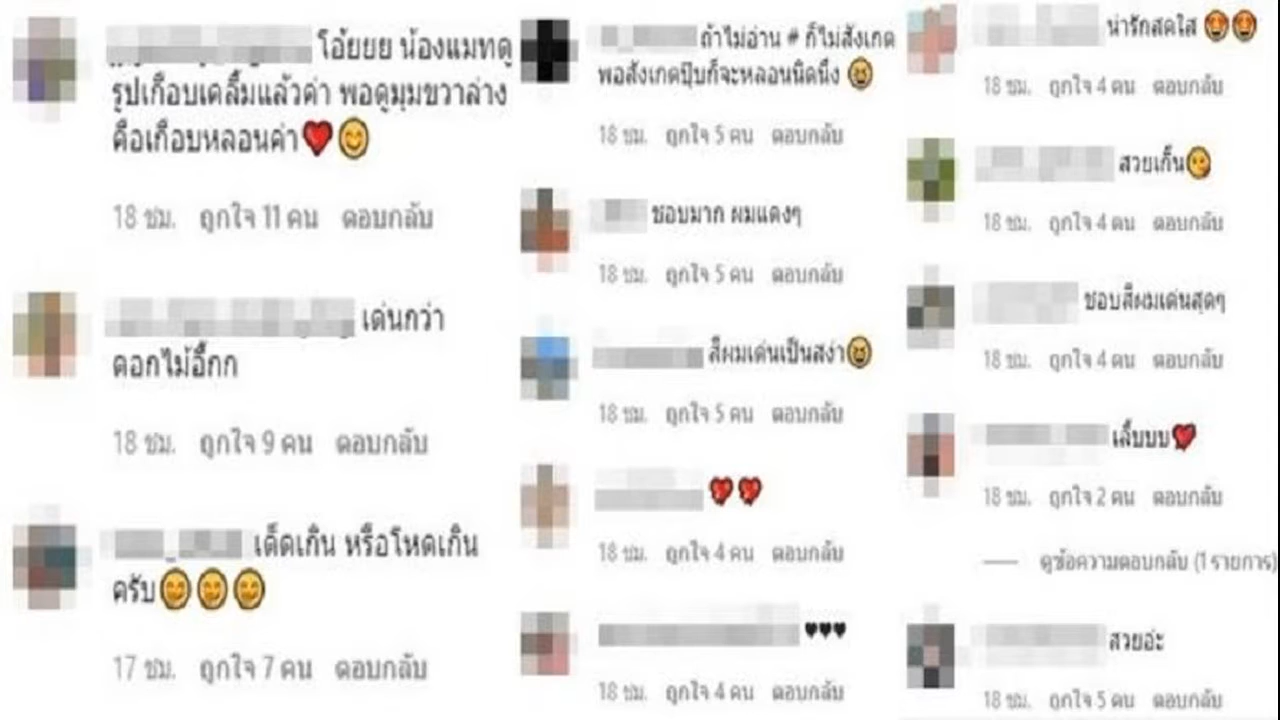 โอ้ยยย น้องแมทดู
รูปเกือบเคลิ้มแล้วค่า พอดูมุมขวาล่าง
คือเกือบหลอนค่า❤️😊
18 ชม. ถูกใจ 11 คน ตอบกลับ
เด่นกว่า
ดอกไม้อี้กก
18 ชม. ถูกใจ 9 คน ตอบกลับ
เด็ดเกิน หรือโหดเกิน
ครับ😊😊😊
17 ชม. ถูกใจ 7 คน ตอบกลับ
ถ้าไม่อ่าน # ก็ไม่สังเกต
พอสังเกตปุ๊บก็จะหลอนนิดนึง 😆
18 ชม. ถูกใจ 5 คน ตอบกลับ
ชอบมาก ผมแดงๆ
18 ชม. ถูกใจ 5 คน ตอบกลับ
สีผมเด่นเป็นสง่า😆
18 ชม. ถูกใจ 5 คน ตอบกลับ
❤️❤️
18 ชม. ถูกใจ 4 คน ตอบกลับ
♥♥♥
18 ชม. ถูกใจ 4 คน ตอบกลับ
น่ารักสดใส 😍😍
18 ชม. ถูกใจ 4 คน ตอบกลับ
สวยเกิ๊น😘
18 ชม. ถูกใจ 4 คน ตอบกลับ
ชอบสีผมเด่นสุดๆ
18 ชม. ถูกใจ 4 คน ตอบกลับ
เลิ้บบบ❤️
18 ชม. ถูกใจ 2 คน ตอบกลับ
ดูข้อความตอบกลับ (1 รายการ)
สวยอ่ะ
18 ชม. ถูกใจ 5 คน ตอบกลับ